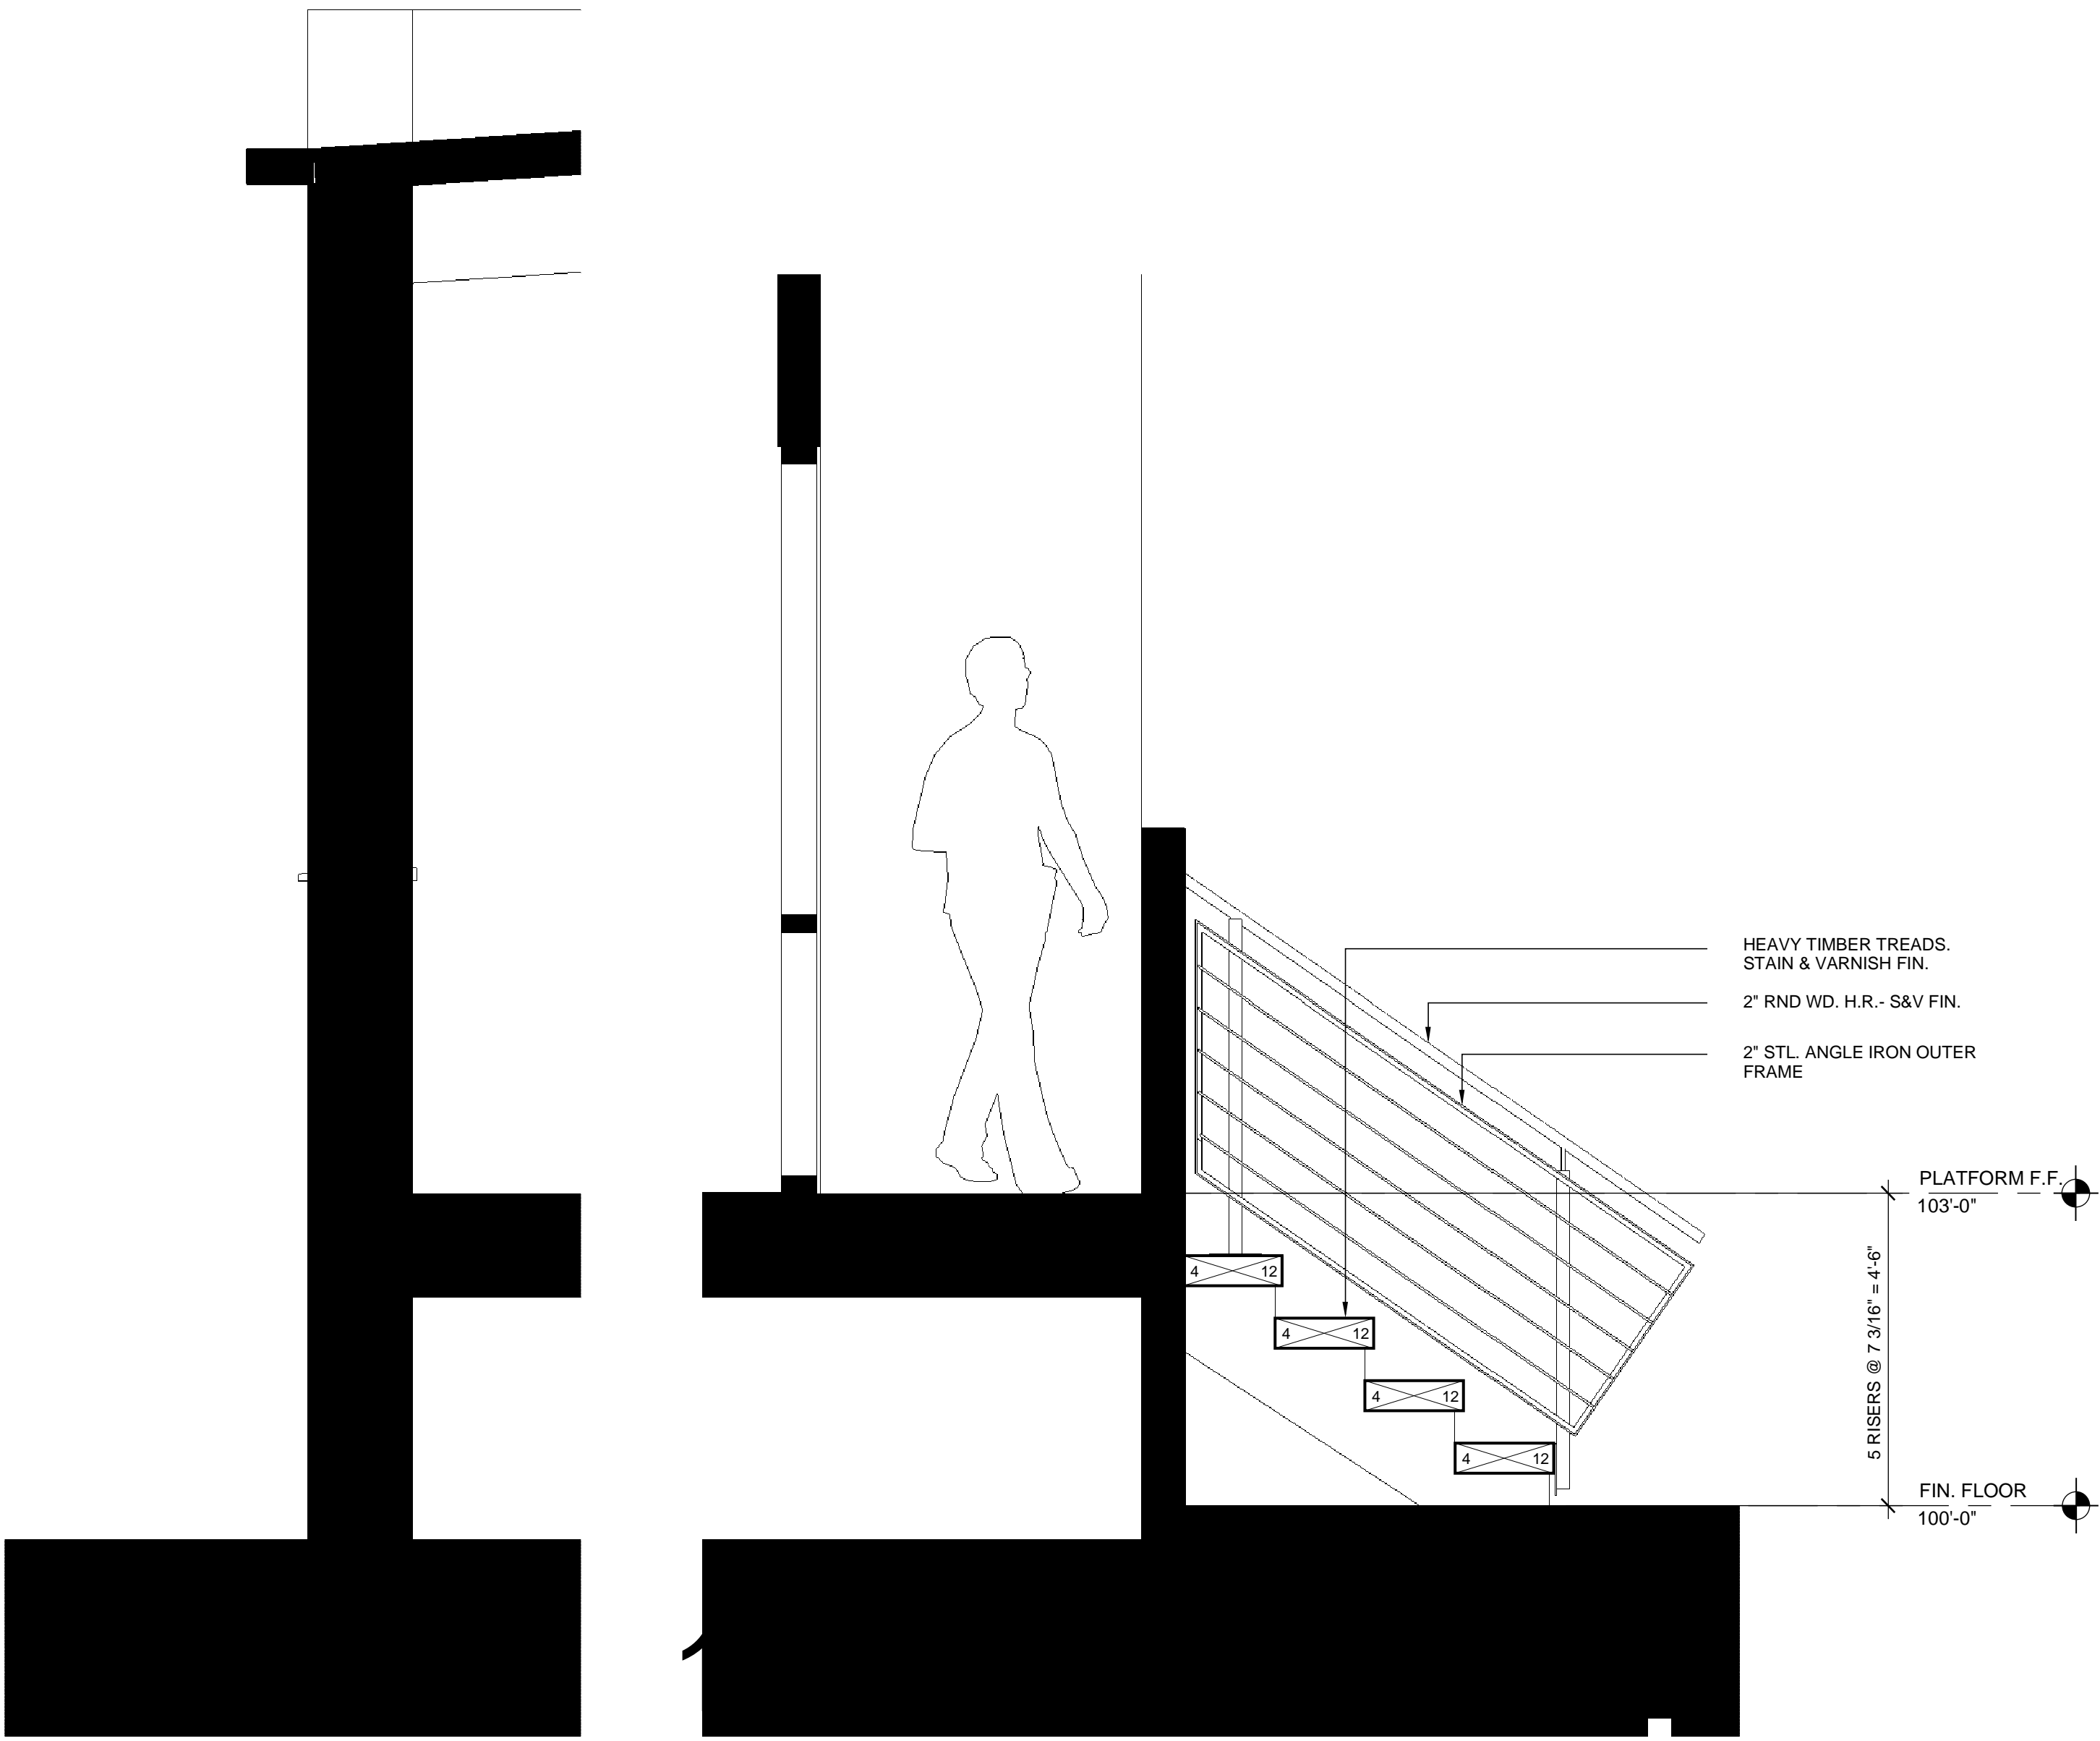 HEAVY TIMBER TREADS.
STAIN & VARNISH FIN.
2" RND WD. H.R.- S&V FIN.
2" STL. ANGLE IRON OUTER
FRAME
PLATFORM F.F.
103'-0"
5 RISERS @ 7 3/16" = 4'-6"
4 12
4 12
4 12
4 12
FIN. FLOOR
100'-0"